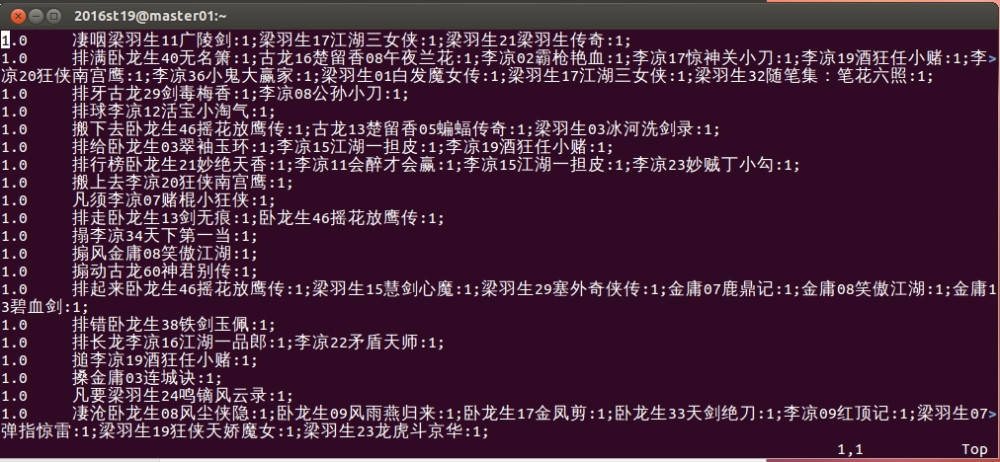 2016st19@master01:~
1.0 凄咽梁羽生11广陵剑:1;梁羽生17江湖三女侠:1;梁羽生21梁羽生传奇:1;
1.0 排满卧龙生40无名箫:1;古龙16楚留香08午夜兰花:1;李凉02霸枪艳血:1;李凉17惊神关小刀:1;李凉19酒狂任小赌:1;李>
凉20狂侠南宫鹰:1;李凉36小鬼大赢家:1;梁羽生01白发魔女传:1;梁羽生17江湖三女侠:1;梁羽生32随笔集：笔花六照:1;
1.0 排牙古龙29剑毒梅香:1;李凉08公孙小刀:1;
1.0 排球李凉12活宝小淘气:1;
1.0 搬下去卧龙生46摇花放鹰传:1;古龙13楚留香05蝙蝠传奇:1;梁羽生03冰河洗剑录:1;
1.0 排给卧龙生03翠袖玉环:1;李凉15江湖一担皮:1;李凉19酒狂任小赌:1;
1.0 排行榜卧龙生21妙绝天香:1;李凉11会醉才会赢:1;李凉15江湖一担皮:1;李凉23妙贼丁小勾:1;
1.0 搬上去李凉20狂侠南宫鹰:1;
1.0 凡须李凉07赌棍小狂侠:1;
1.0 排走卧龙生13剑无痕:1;卧龙生46摇花放鹰传:1;
1.0 搨李凉34天下第一当:1;
1.0 搧风金庸08笑傲江湖:1;
1.0 搧动古龙60神君别传:1;
1.0 排起来卧龙生46摇花放鹰传:1;梁羽生15慧剑心魔:1;梁羽生29塞外奇侠传:1;金庸07鹿鼎记:1;金庸08笑傲江湖:1;金庸1
3碧血剑:1;
1.0 排错卧龙生38铁剑玉佩:1;
1.0 排长龙李凉16江湖一品郎:1;李凉22矛盾天师:1;
1.0 搥李凉19酒狂任小赌:1;
1.0 搡金庸03连城诀:1;
1.0 凡要梁羽生24鸣镝风云录:1;
1.0 凄沧卧龙生08风尘侠隐:1;卧龙生09风雨燕归来:1;卧龙生17金凤剪:1;卧龙生33天剑绝刀:1;李凉09红顶记:1;梁羽生07>
弹指惊雷:1;梁羽生19狂侠天娇魔女:1;梁羽生23龙虎斗京华:1;
1,1 Top